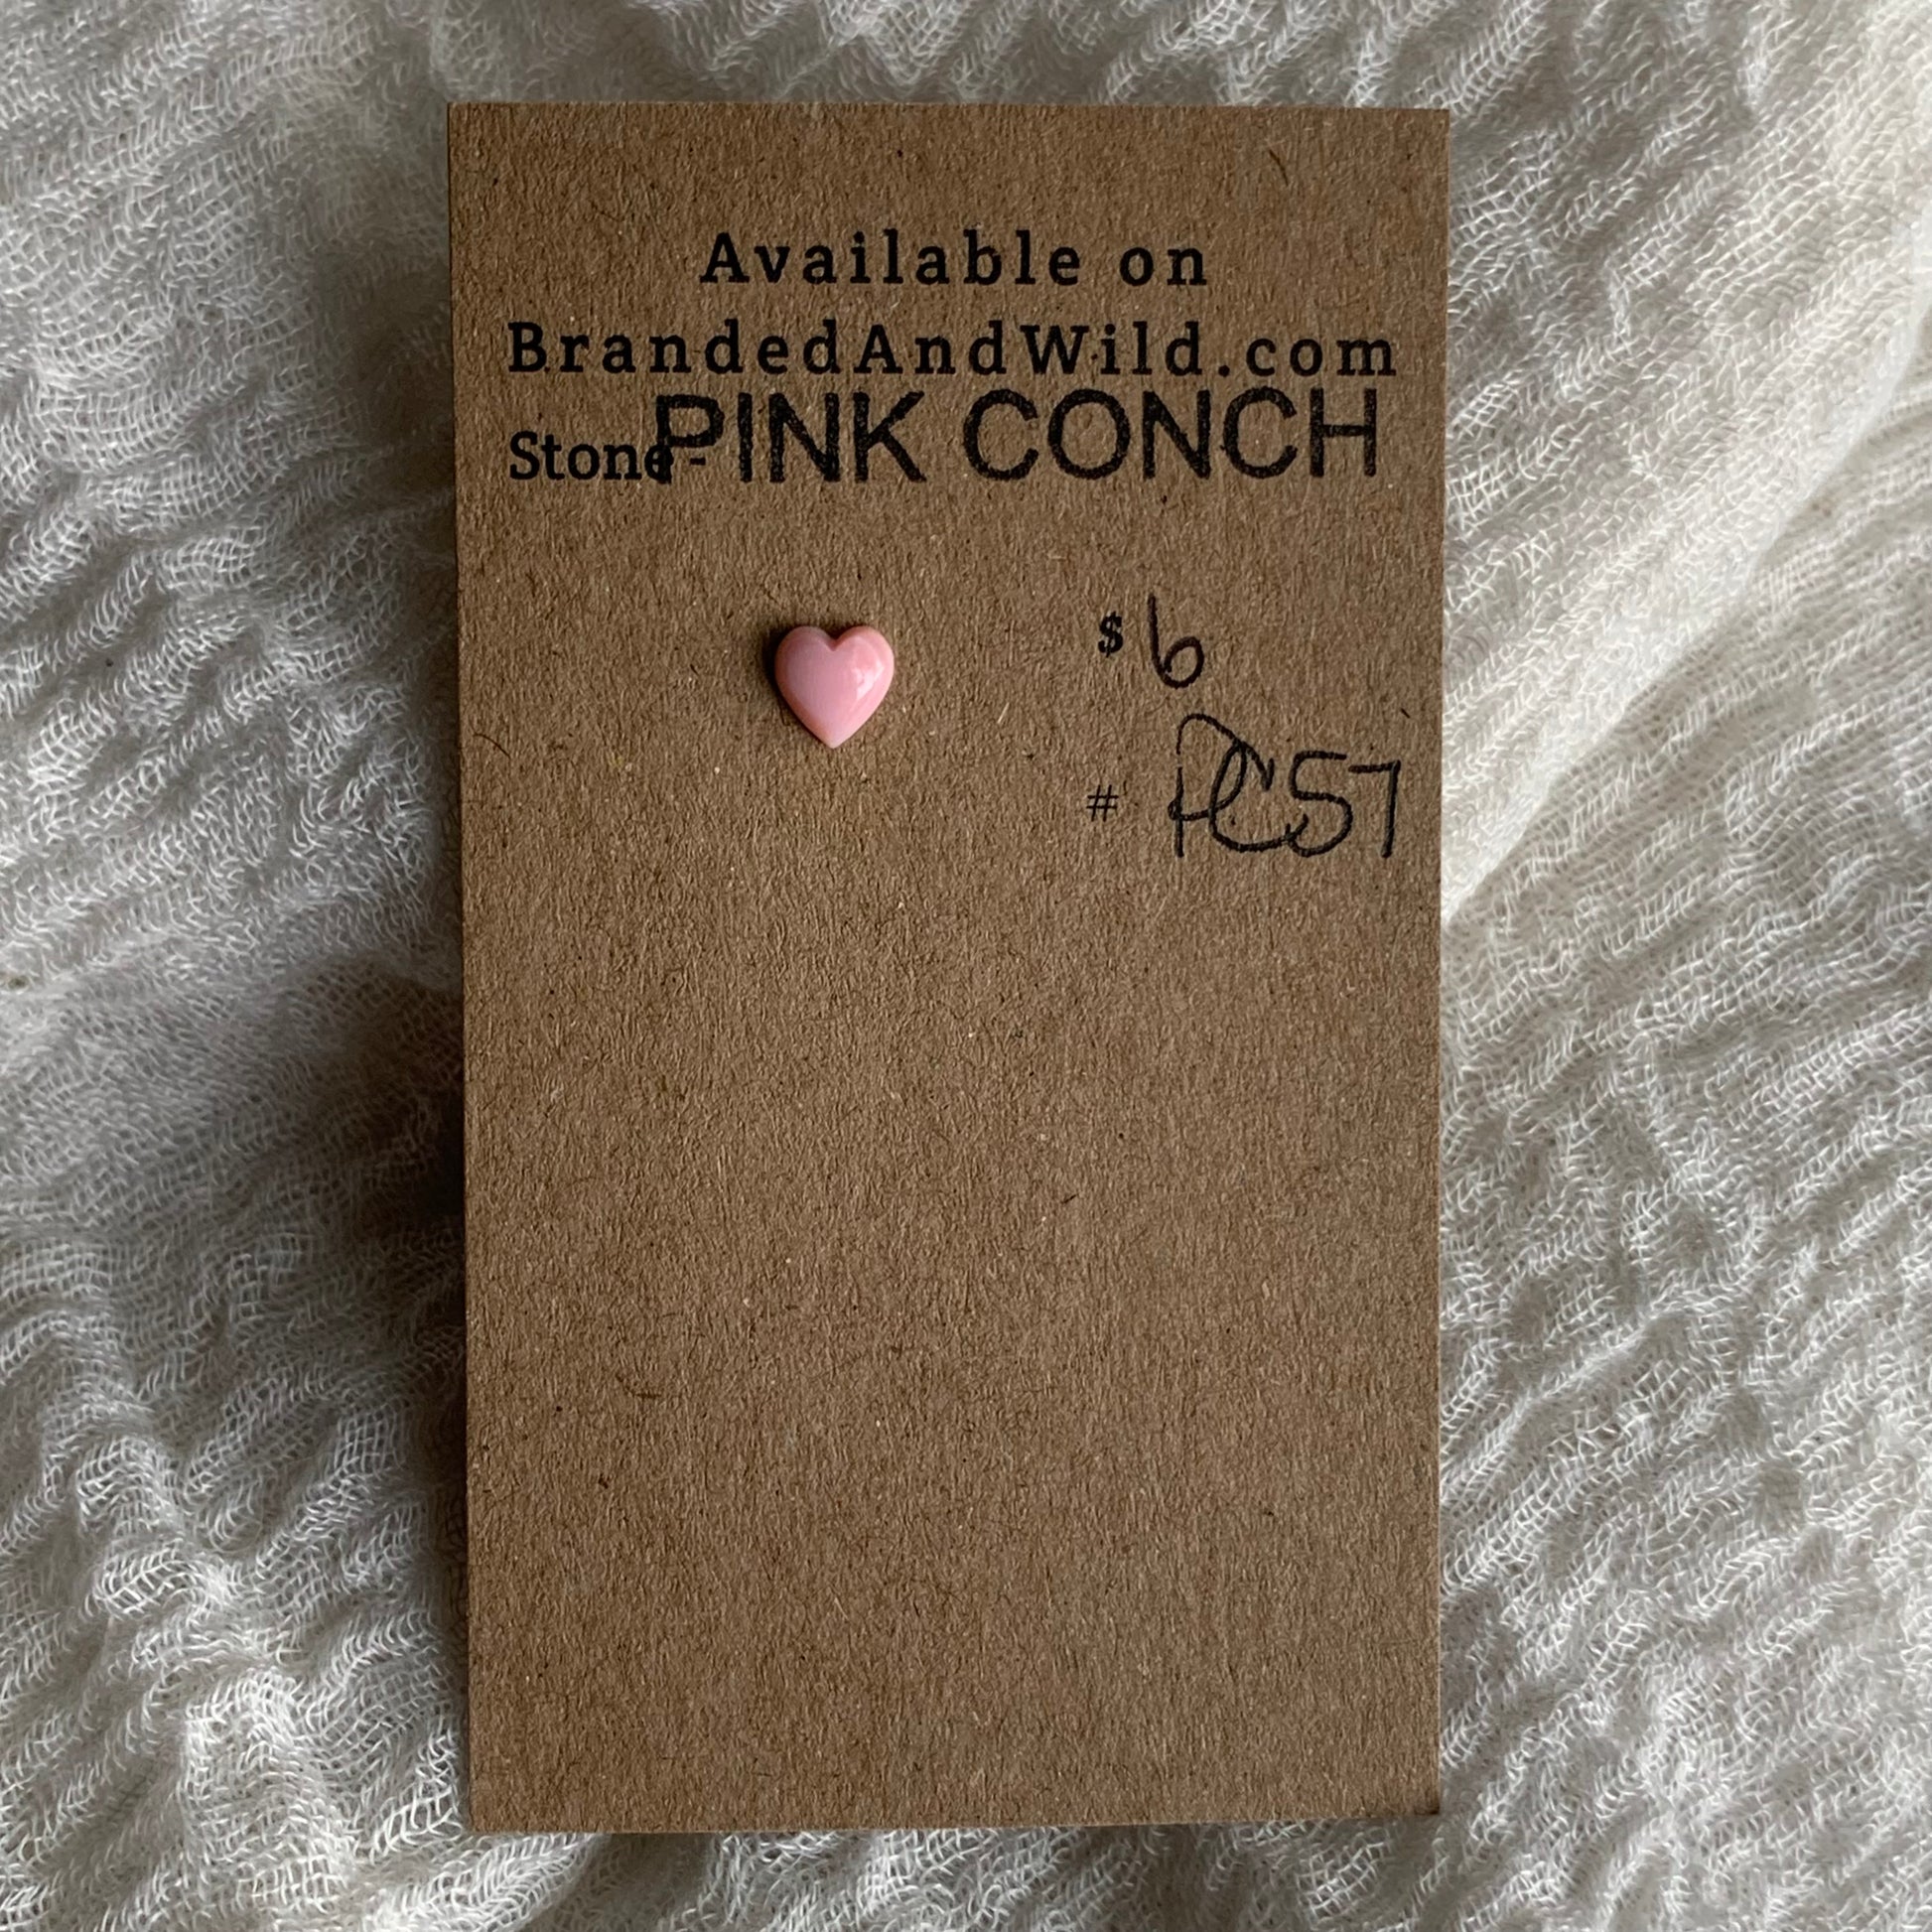 Available on
BrandedAndWild.com
Stone - PINK CONCH
$ 6
# PC57